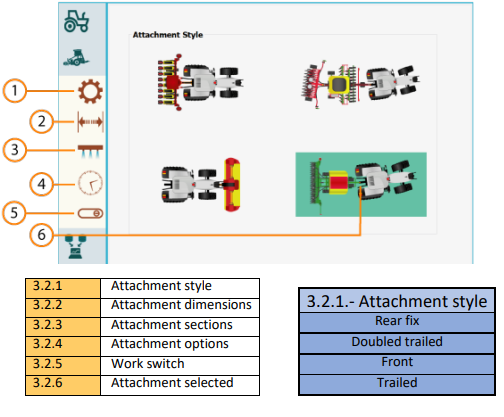 Attachment Style
1
2
3
4
5
6
3.2.1 Attachment style
3.2.2 Attachment dimensions
3.2.3 Attachment sections
3.2.4 Attachment options
3.2.5 Work switch
3.2.6 Attachment selected
3.2.1.- Attachment style
Rear fix
Doubled trailed
Front
Trailed